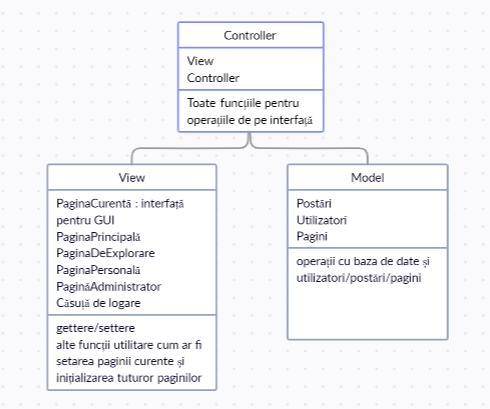 Controller
View
Controller
Toate funcțiile pentru
operațiile de pe interfață
View
PaginaCurentă : interfață
pentru GUI
PaginaPrincipală
PaginaDeExplorare
PaginaPersonală
PaginăAdministrator
Căsuță de logare
gettere/settere
alte funcții utilitare cum ar fi
setarea paginii curente și
inițializarea tuturor paginilor
Model
Postări
Utilizatori
Pagini
operații cu baza de date și
utilizatori/postări/pagini